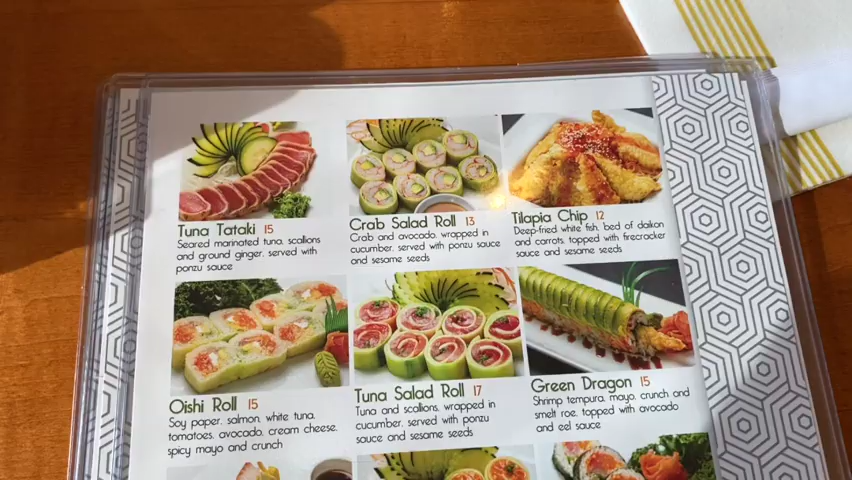 Tuna Tataki 15
Seared marinated tuna, scallions
and ground ginger, served with
ponzu sauce
Crab Salad Roll 13
Crab and avocado, wrapped in
cucumber, served with ponzu sauce
and sesame seeds
Tilapia Chip 12
Deep-fried white fish, bed of daikon
and carrots, topped with firecracker
sauce and sesame seeds
Oishi Roll 15
Soy paper, salmon, white tuna,
tomatoes, avocado, cream cheese,
spicy mayo and crunch
Tuna Salad Roll 17
Tuna and scallions, wrapped in
cucumber, served with ponzu
sauce and sesame seeds
Green Dragon 15
Shrimp tempura, mayo, crunch and
smelt roe, topped with avocado
and eel sauce